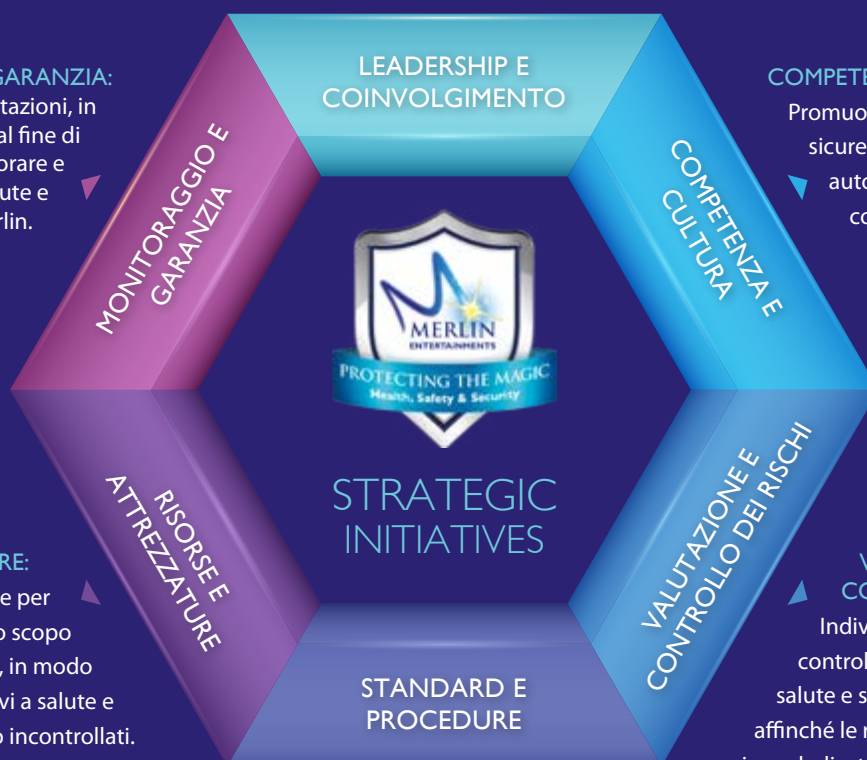 LEADERSHIP E
COINVOLGIMENTO
GARANZIA:
tazioni, in
al fine di
orare e
ute e
rlin.
MONITORAGGIO E
GARANZIA
COMPETENZA E
CULTURA
COMPETE
Promuo
sicure
auto
co
MERLIN
ENTERTAINMENTS
PROTECTING THE MAGIC
Health, Safety & Security
STRATEGIC
INITIATIVES
RISORSE E
ATTREZZATURE
RE:
e per
o scopo
, in modo
vi a salute e
o incontrollati.
VALUTAZIONE E
CONTROLLO DEI RISCHI
V
CO
Indiv
control
salute e s
affinché le r
STANDARD E
PROCEDURE